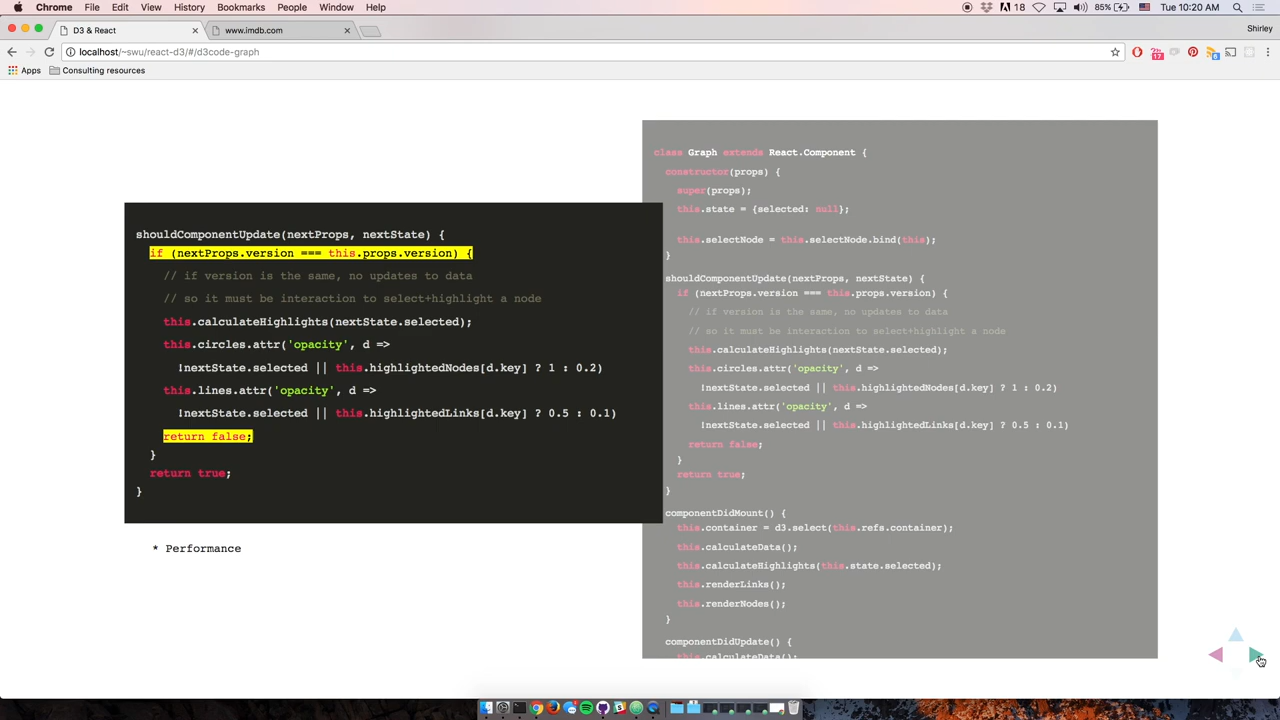 Chrome File Edit View History Bookmarks People Window Help
18 85% Tue 10:20 AM
D3 & React
www.imdb.com
Shirley
localhost/~swu/react-d3/#/d3code-graph
Apps Consulting resources
shouldComponentUpdate(nextProps, nextState) {
if (nextProps.version === this.props.version) {
// if version is the same, no updates to data
// so it must be interaction to select+highlight a node
this.calculateHighlights(nextState.selected);
this.circles.attr('opacity', d =>
!nextState.selected || this.highlightedNodes[d.key] ? 1 : 0.2)
this.lines.attr('opacity', d =>
!nextState.selected || this.highlightedLinks[d.key] ? 0.5 : 0.1)
return false;
}
return true;
}
* Performance
class Graph extends React.Component {
constructor(props) {
super(props);
this.state = {selected: null};
this.selectNode = this.selectNode.bind(this);
}
shouldComponentUpdate(nextProps, nextState) {
if (nextProps.version === this.props.version) {
// if version is the same, no updates to data
// so it must be interaction to select+highlight a node
this.calculateHighlights(nextState.selected);
this.circles.attr('opacity', d =>
!nextState.selected || this.highlightedNodes[d.key] ? 1 : 0.2)
this.lines.attr('opacity', d =>
!nextState.selected || this.highlightedLinks[d.key] ? 0.5 : 0.1)
return false;
}
return true;
}
componentDidMount() {
this.container = d3.select(this.refs.container);
this.calculateData();
this.calculateHighlights(this.state.selected);
this.renderLinks();
this.renderNodes();
}
componentDidUpdate() {
this.calculateData();